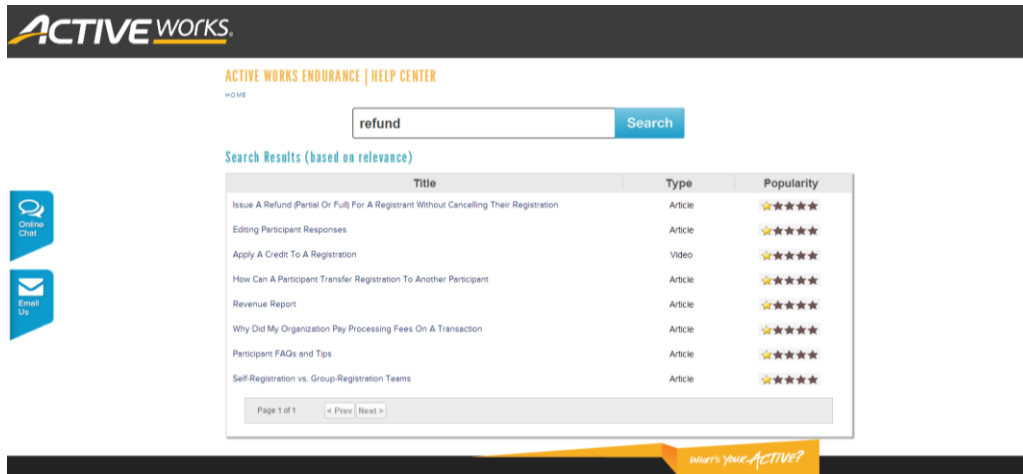 ACTIVE WORKS.
ACTIVE WORKS ENDURANCE | HELP CENTER
HOME
refund
Search
Search Results (based on relevance)
Title Type Popularity
Issue A Refund (Partial Or Full) For A Registrant Without Cancelling Their Registration Article
Editing Participant Responses Article
Apply A Credit To A Registration Video
How Can A Participant Transfer Registration To Another Participant Article
Revenue Report Article
Why Did My Organization Pay Processing Fees On A Transaction Article
Participant FAQs and Tips Article
Self-Registration vs. Group-Registration Teams Article
Page 1 of 1 < Prev Next >
Online
Chat
Email
Us
WHAT'S YOUR ACTIVE?